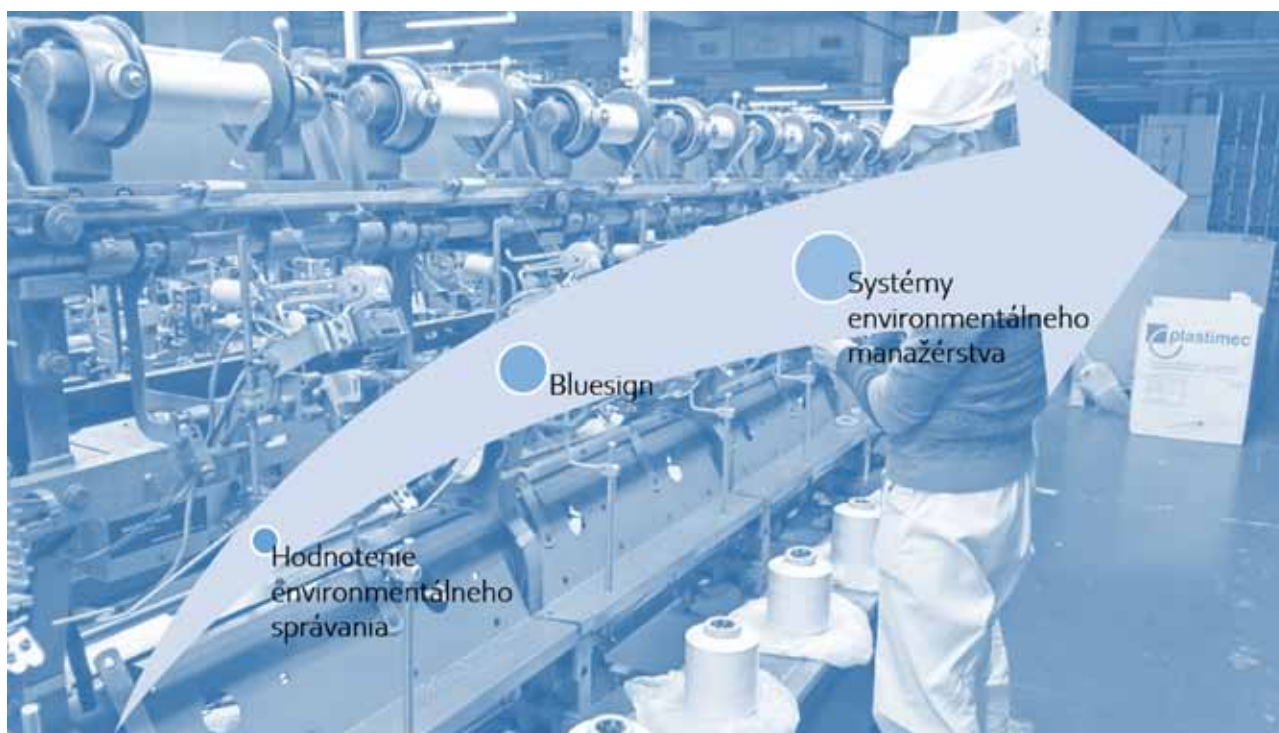 Systémy
environmentálneho
manažérstva
plastimec
Bluesign
Hodnotenie
environmentálneho
správania